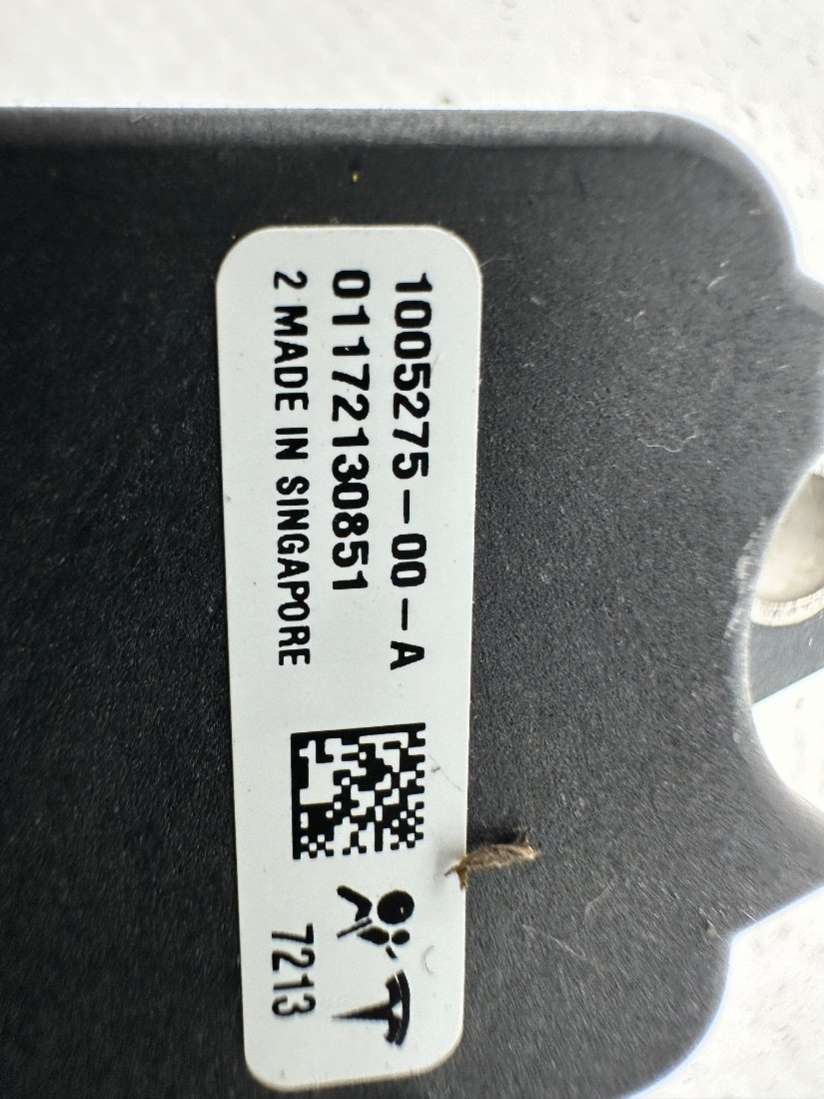 1005275-00-A
01172130851
2 MADE IN SINGAPORE
7213